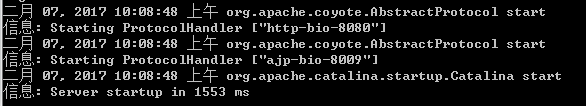 二月 07, 2017 10:08:48 上午 org.apache.coyote.AbstractProtocol start
信息: Starting ProtocolHandler ["http-bio-8080"]
二月 07, 2017 10:08:48 上午 org.apache.coyote.AbstractProtocol start
信息: Starting ProtocolHandler ["ajp-bio-8009"]
二月 07, 2017 10:08:48 上午 org.apache.catalina.startup.Catalina start
信息: Server startup in 1553 ms